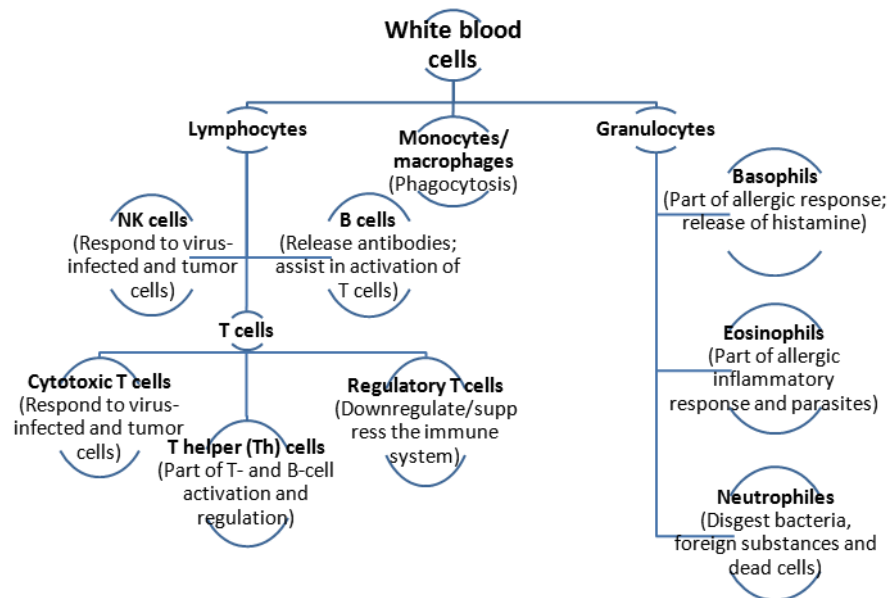 White blood
cells
Lymphocytes
Monocytes/
macrophages
(Phagocytosis)
Granulocytes
NK cells
(Respond to virus-
infected and tumor
cells)
B cells
(Release antibodies;
assist in activation of
T cells)
T cells
Cytotoxic T cells
(Respond to virus-
infected and tumor
cells)
T helper (Th) cells
(Part of T- and B-cell
activation and
regulation)
Regulatory T cells
(Downregulate/supp
ress the immune
system)
Basophils
(Part of allergic response;
release of histamine)
Eosinophils
(Part of allergic
inflammatory
response and parasites)
Neutrophiles
(Disgest bacteria,
foreign substances and
dead cells)